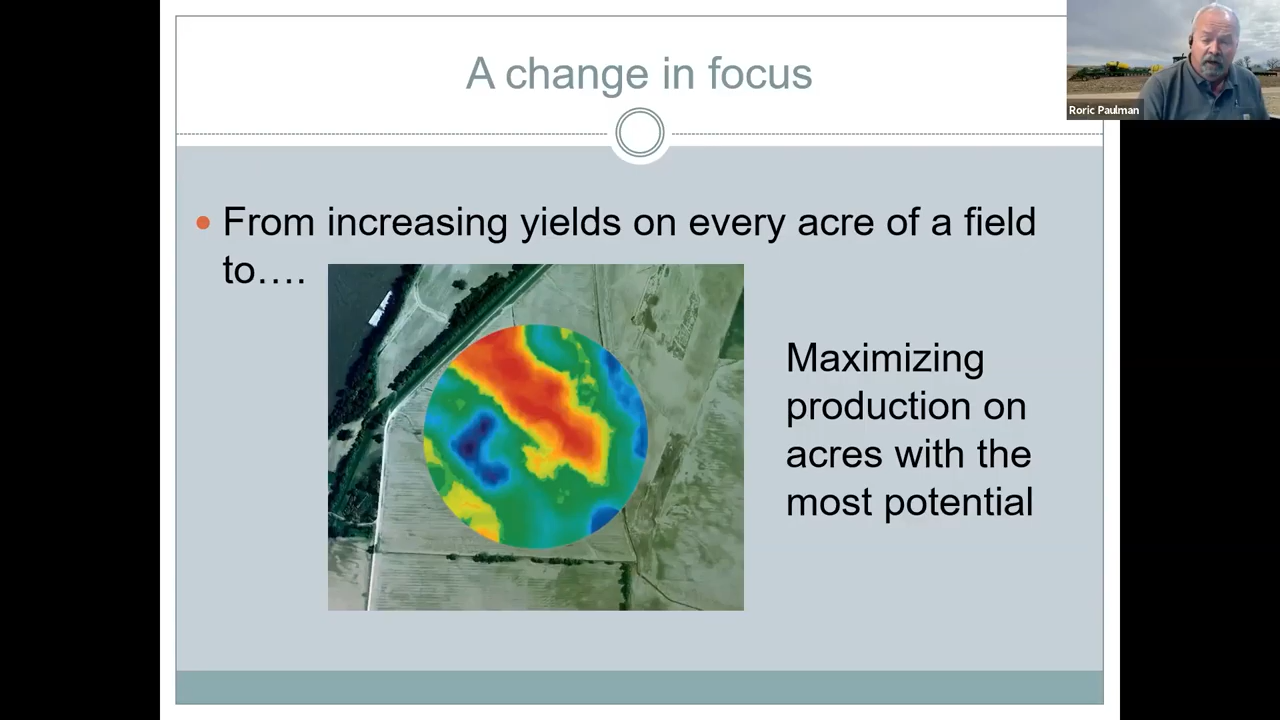 A change in focus
Roric Paulman
From increasing yields on every acre of a field
to….
Maximizing
production on
acres with the
most potential